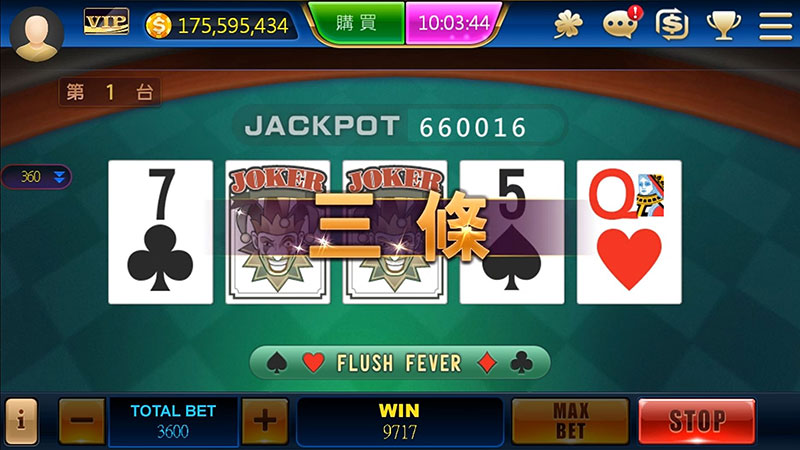 VIP
175,595,434
購買
10:03:44
第 1 台
JACKPOT 660016
360
7
JOKER
JOKER
5
Q
三條
FLUSH FEVER
i
TOTAL BET
3600
WIN
9717
MAX
BET
STOP